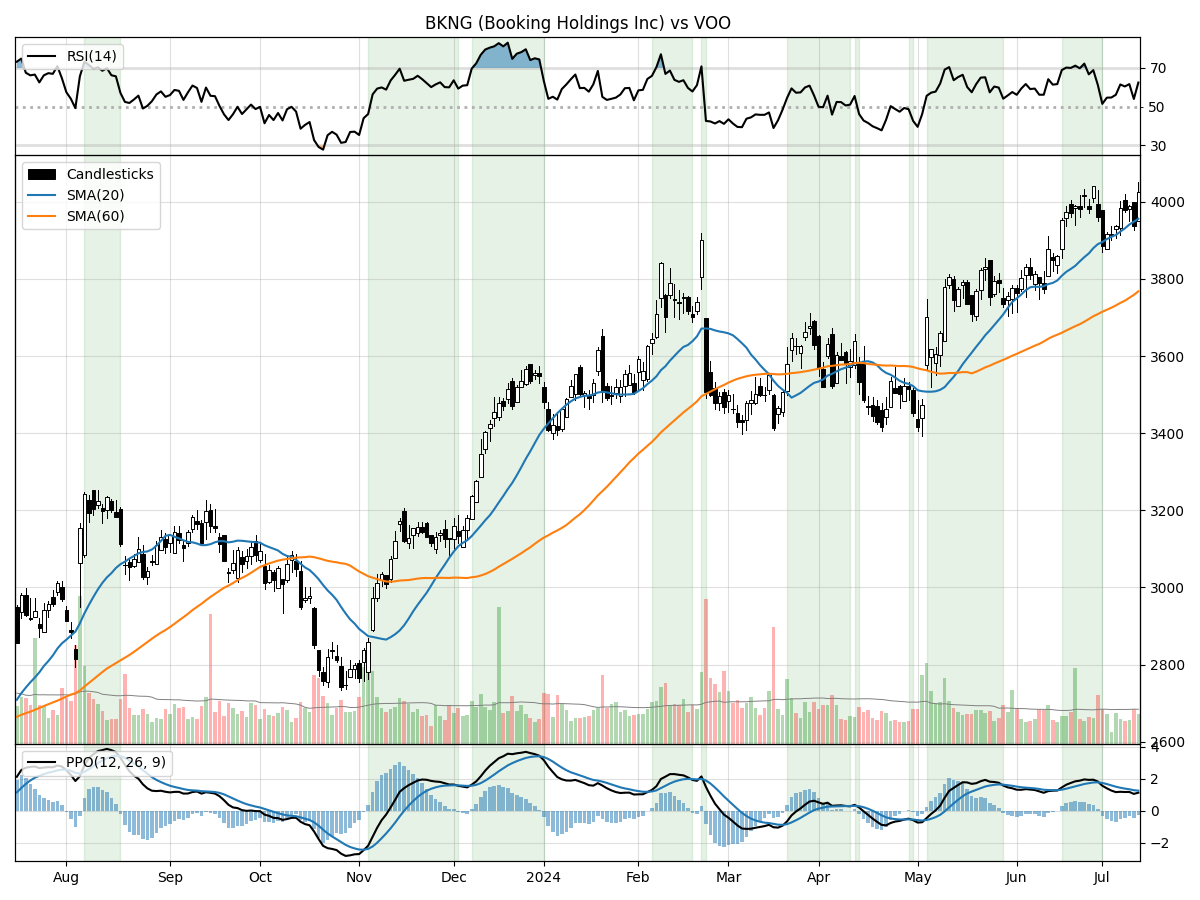 BKNG (Booking Holdings Inc) vs VOO
RSI(14)
70
50
30
Candlesticks
SMA(20)
SMA(60)
4000
3800
3600
3400
3200
3000
2800
2600
PPO(12, 26, 9)
4
2
0
−2
Aug Sep Oct Nov Dec 2024 Feb Mar Apr May Jun Jul